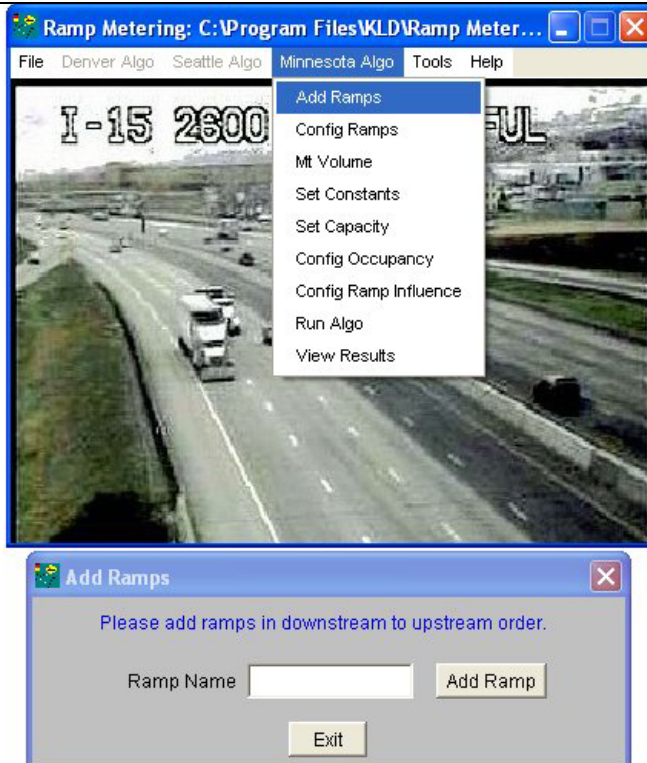 Ramp Metering: C:\Program Files\KLD\Ramp Meter...
File Denver Algo Seattle Algo Minnesota Algo Tools Help
I-15 2600
Add Ramps
Config Ramps
Mt Volume
Set Constants
Set Capacity
Config Occupancy
Config Ramp Influence
Run Algo
View Results
Add Ramps
Please add ramps in downstream to upstream order.
Ramp Name Add Ramp
Exit